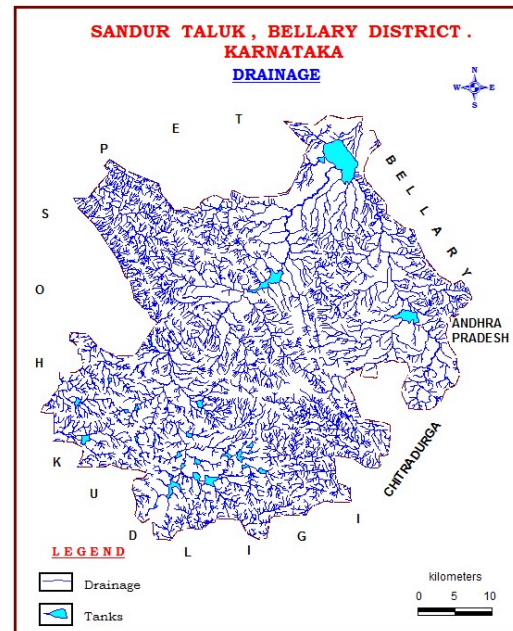 SANDUR TALUK , BELLARY DISTRICT .
KARNATAKA
DRAINAGE
N
W E
S
H O S P E T
BELLARY
ANDHRA
PRADESH
CHITRADURGA
K U D L I G I
LEGEND
Drainage
Tanks
kilometers
0 5 10